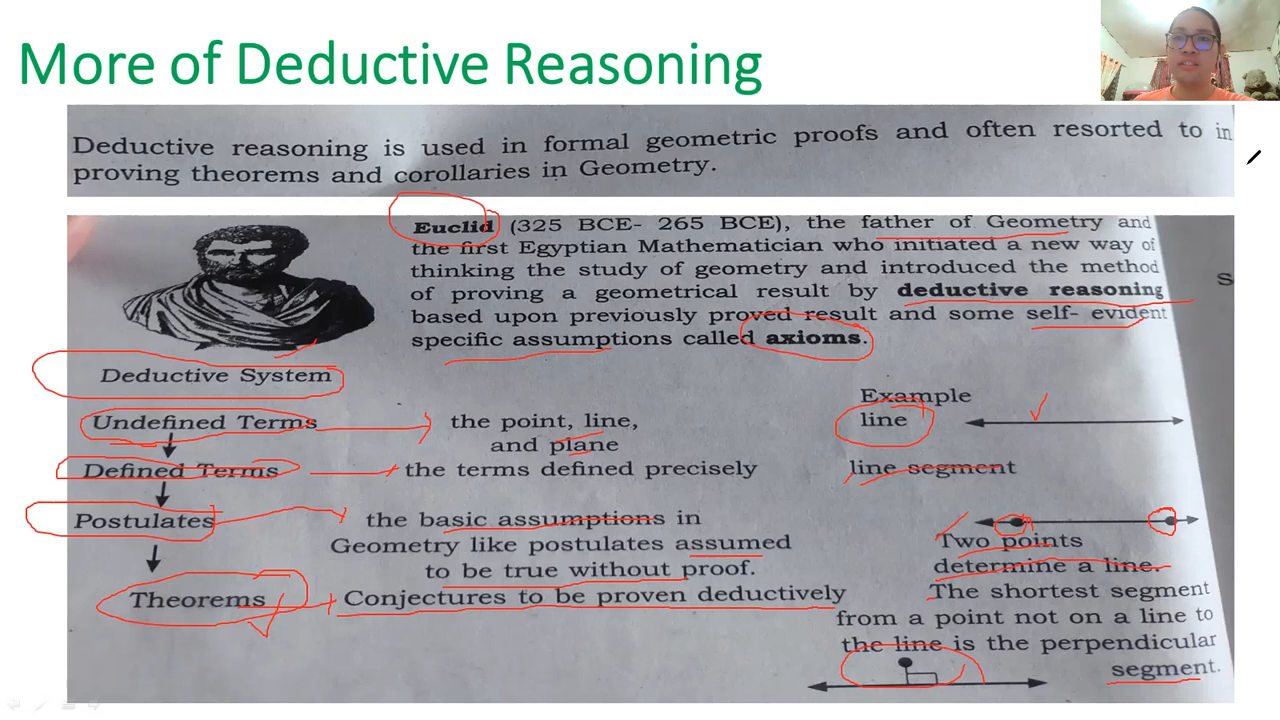 More of Deductive Reasoning
Deductive reasoning is used in formal geometric proofs and often resorted to in
proving theorems and corollaries in Geometry.
Euclid (325 BCE- 265 BCE), the father of Geometry and
the first Egyptian Mathematician who initiated a new way of
thinking the study of geometry and introduced the method
of proving a geometrical result by deductive reasoning
based upon previously proved result and some self- evident
specific assumptions called axioms.
S
Deductive System
Example
Undefined Terms
the point, line,
and plane
line
Defined Terms
the terms defined precisely
line segment
Postulates
the basic assumptions in
Geometry like postulates assumed
to be true without proof.
Two points
determine a line.
Theorems
Conjectures to be proven deductively
The shortest segment
from a point not on a line to
the line is the perpendicular
segment.